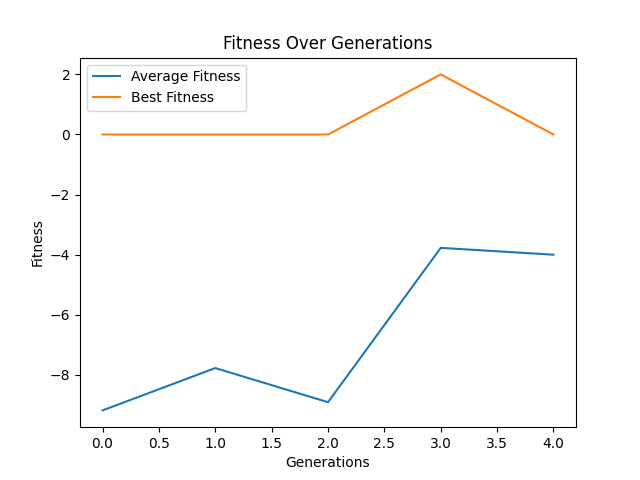 Fitness Over Generations
Average Fitness
Best Fitness
2
0
−2
−4
−6
−8
Fitness
0.0 0.5 1.0 1.5 2.0 2.5 3.0 3.5 4.0
Generations